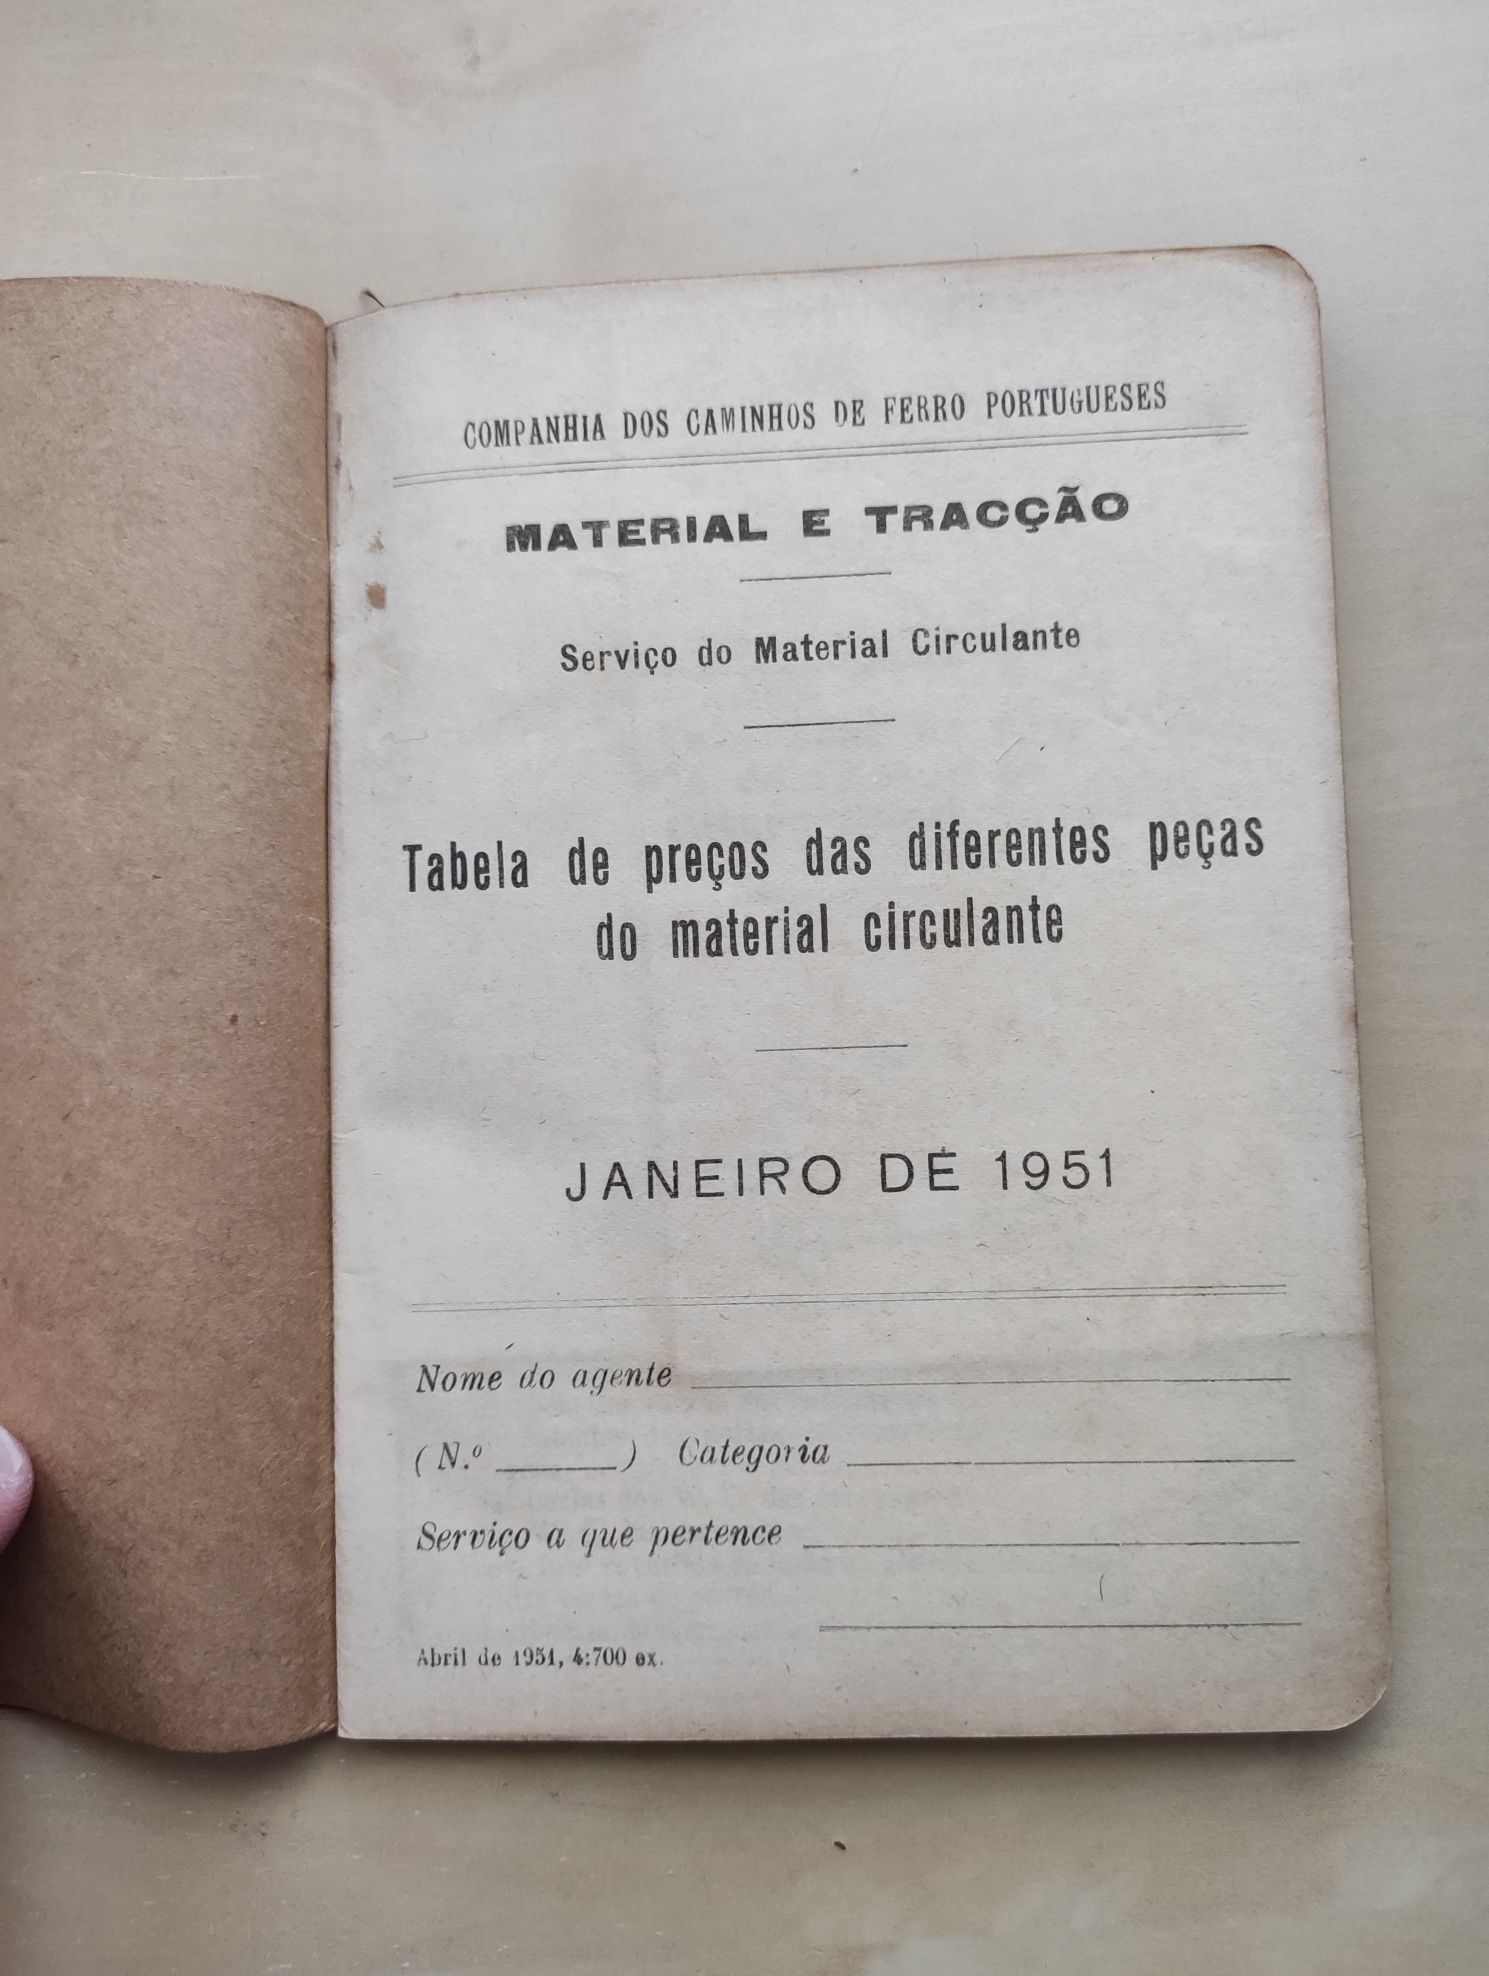 COMPANHIA DOS CAMINHOS DE FERRO PORTUGUESES
MATERIAL E TRACÇÃO
Serviço do Material Circulante
Tabela de preços das diferentes peças
do material circulante
JANEIRO DE 1951
Nome do agente
(N.º ) Categoria
Serviço a que pertence
Abril de 1951, 4:700 ex.